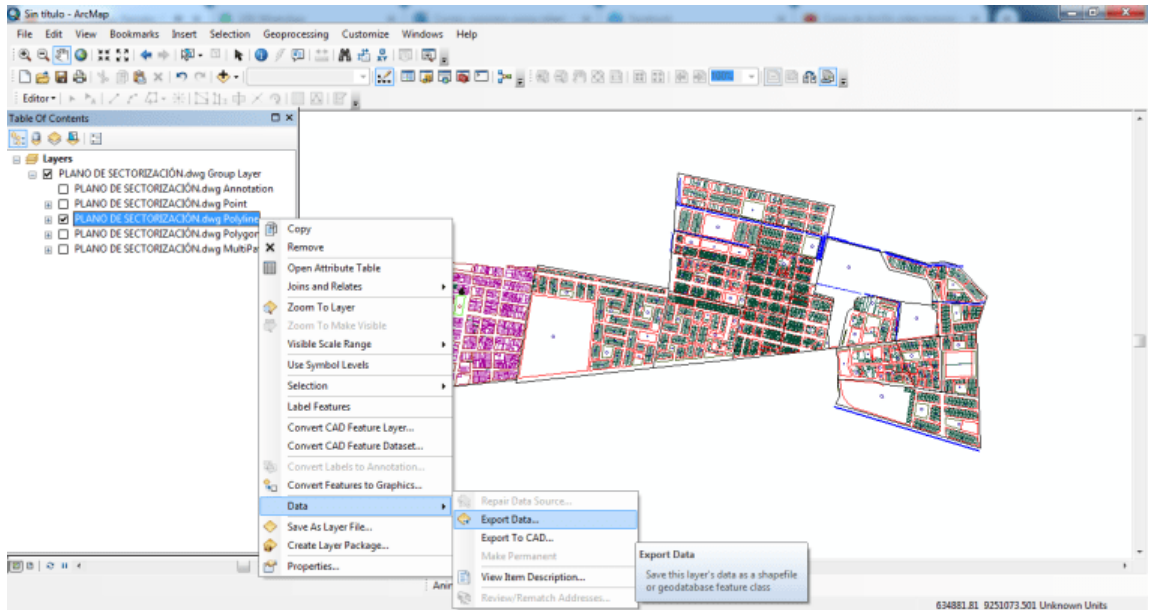 Sin título - ArcMap
File Edit View Bookmarks Insert Selection Geoprocessing Customize Windows Help
Editor
Table Of Contents
Layers
PLANO DE SECTORIZACIÓN.dwg Group Layer
PLANO DE SECTORIZACIÓN.dwg Annotation
PLANO DE SECTORIZACIÓN.dwg Point
PLANO DE SECTORIZACIÓN.dwg Polyline
PLANO DE SECTORIZACIÓN.dwg Polygon
PLANO DE SECTORIZACIÓN.dwg MultiPa
Copy
Remove
Open Attribute Table
Joins and Relates
Zoom To Layer
Zoom To Make Visible
Visible Scale Range
Use Symbol Levels
Selection
Label Features
Convert CAD Feature Layer...
Convert CAD Feature Dataset...
Convert Labels to Annotation...
Convert Features to Graphics...
Data
Save As Layer File...
Create Layer Package...
Properties...
Repair Data Source...
Export Data...
Export To CAD...
Make Permanent
View Item Description...
Review/Rematch Addresses...
Export Data
Save this layer's data as a shapefile
or geodatabase feature class
Anir
634881.81 9251073.501 Unknown Units